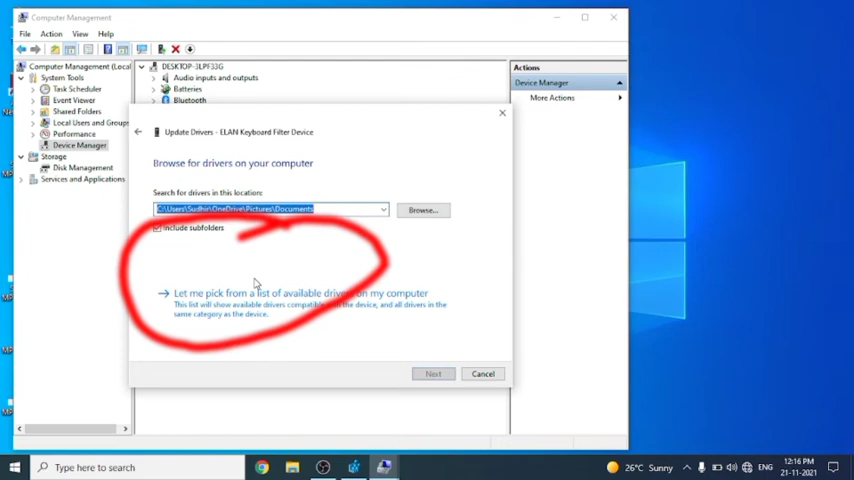 Computer Management
File Action View Help
Computer Management (Local
System Tools
Task Scheduler
Event Viewer
Shared Folders
Local Users and Groups
Performance
Device Manager
Storage
Disk Management
Services and Applications
DESKTOP-3LPF33G
Audio inputs and outputs
Batteries
Bluetooth
Actions
Device Manager
More Actions
Update Drivers - ELAN Keyboard Filter Device
Browse for drivers on your computer
Search for drivers in this location:
C:\Users\Sudhir\OneDrive\Pictures\Documents
Browse...
Include subfolders
Let me pick from a list of available drivers on my computer
This list will show available drivers compatible with the device, and all drivers in the
same category as the device.
Next Cancel
Type here to search
26°C Sunny
ENG
12:16 PM
21-11-2021